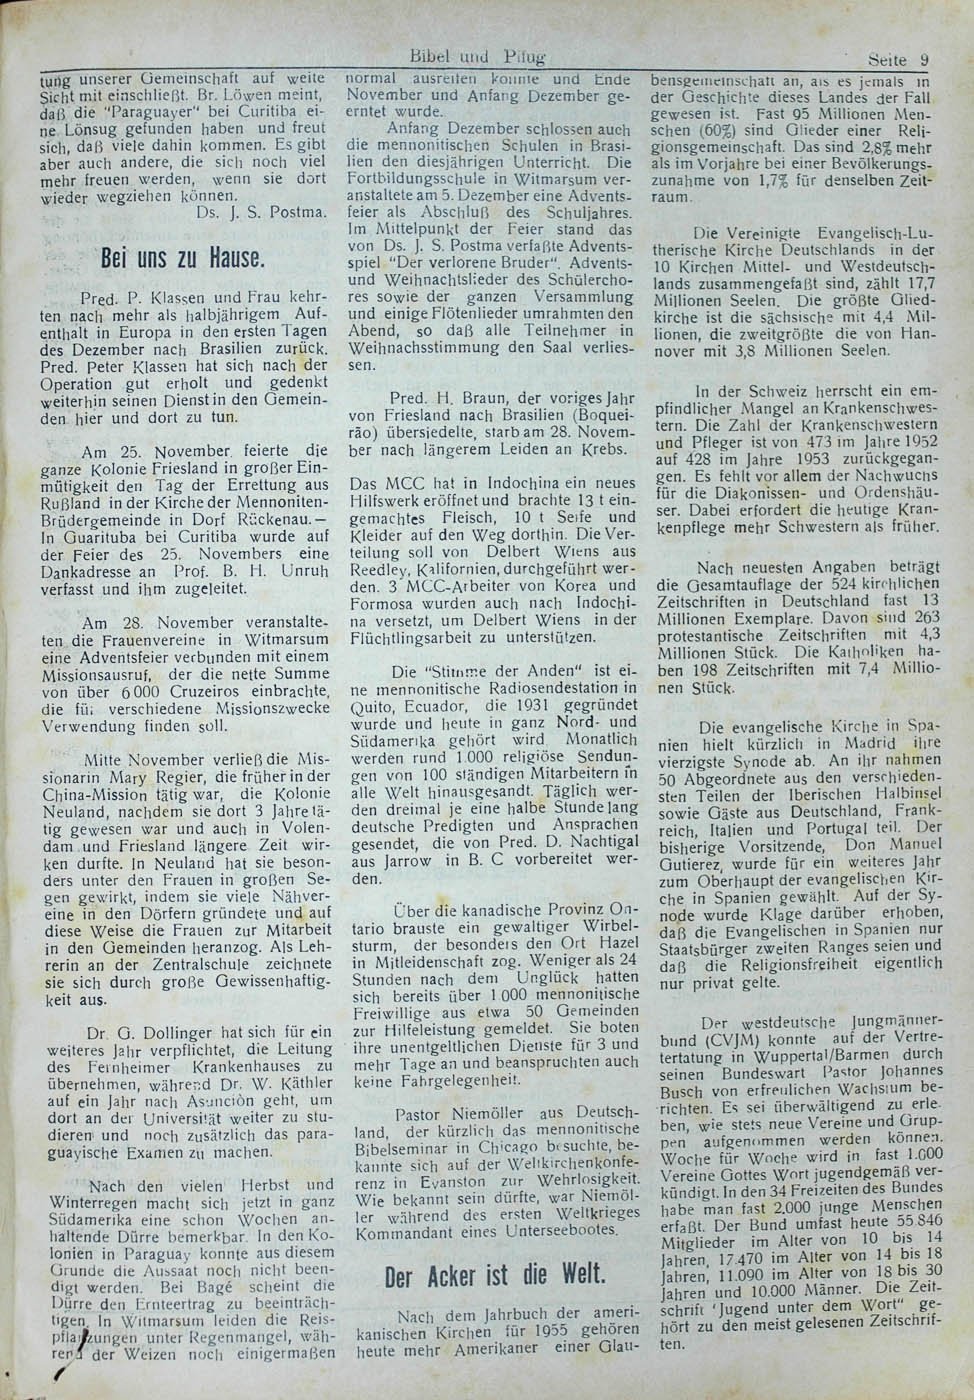 Bibel und Pflug
Seite 9
tung unserer Gemeinschaft auf weite
Sicht mit einschließt. Br. Löwen meint,
daß die "Paraguayer" bei Curitiba ei-
ne Lönsug gefunden haben und freut
sich, daß viele dahin kommen. Es gibt
aber auch andere, die sich noch viel
mehr freuen werden, wenn sie dort
wieder wegziehen können.
Ds. J. S. Postma.
Bei uns zu Hause.
Pred. P. Klassen und Frau kehr-
ten nach mehr als halbjährigem Auf-
enthalt in Europa in den ersten Tagen
des Dezember nach Brasilien zurück.
Pred. Peter Klassen hat sich nach der
Operation gut erholt und gedenkt
weiterhin seinen Dienst in den Gemein-
den hier und dort zu tun.
Am 25. November feierte die
ganze Kolonie Friesland in großer Ein-
mütigkeit den Tag der Errettung aus
Rußland in der Kirche der Mennoniten-
Brüdergemeinde in Dorf Rückenau.—
In Guarituba bei Curitiba wurde auf
der Feier des 25. Novembers eine
Dankadresse an Prof. B. H. Unruh
verfasst und ihm zugeleitet.
Am 28. November veranstalte-
ten die Frauenvereine in Witmarsum
eine Adventsfeier verbunden mit einem
Missionsausruf, der die nette Summe
von über 6000 Cruzeiros einbrachte,
die für verschiedene Missionszwecke
Verwendung finden soll.
Mitte November verließ die Mis-
sionarin Mary Regier, die früher in der
China-Mission tätig war, die Kolonie
Neuland, nachdem sie dort 3 Jahre tä-
tig gewesen war und auch in Volen-
dam und Friesland längere Zeit wir-
ken durfte. In Neuland hat sie beson-
ders unter den Frauen in großen Se-
gen gewirkt, indem sie viele Nähver-
eine in den Dörfern gründete und auf
diese Weise die Frauen zur Mitarbeit
in den Gemeinden heranzog. Als Leh-
rerin an der Zentralschule zeichnete
sie sich durch große Gewissenhaftig-
keit aus.
Dr. G. Dollinger hat sich für ein
weiteres Jahr verpflichtet, die Leitung
des Fernheimer Krankenhauses zu
übernehmen, während Dr. W. Käthler
auf ein Jahr nach Asunciòn geht, um
dort an der Universität weiter zu stu-
dieren und noch zusätzlich das para-
guayische Examen zu machen.
Nach den vielen Herbst und
Winterregen macht sich jetzt in ganz
Südamerika eine schon Wochen an-
haltende Dürre bemerkbar. In den Ko-
lonien in Paraguay konnte aus diesem
Grunde die Aussaat noch nicht been-
digt werden. Bei Bagé scheint die
Dürre den Ernteertrag zu beeinträch-
tigen. In Witmarsum leiden die Reis-
pflanzungen unter Regenmangel, wäh-
rend der Weizen noch einigermaßen
normal ausreifen konnte und Ende
November und Anfang Dezember ge-
erntet wurde.
Anfang Dezember schlossen auch
die mennonitischen Schulen in Brasi-
lien den diesjährigen Unterricht. Die
Fortbildungsschule in Witmarsum ver-
anstaltete am 5. Dezember eine Advents-
feier als Abschluß des Schuljahres.
Im Mittelpunkt der Feier stand das
von Ds. J. S. Postma verfaßte Advents-
spiel "Der verlorene Bruder". Advents-
und Weihnachtslieder des Schülercho-
res sowie der ganzen Versammlung
und einige Flötenlieder umrahmten den
Abend, so daß alle Teilnehmer in
Weihnachsstimmung den Saal verlies-
sen.
Pred. H. Braun, der voriges Jahr
von Friesland nach Brasilien (Boquei-
rão) übersiedelte, starb am 28. Novem-
ber nach längerem Leiden an Krebs.
Das MCC hat in Indochina ein neues
Hilfswerk eröffnet und brachte 13 t ein-
gemachtes Fleisch, 10 t Seife und
Kleider auf den Weg dorthin. Die Ver-
teilung soll von Delbert Wiens aus
Reedley, Kalifornien, durchgeführt wer-
den. 3 MCC-Arbeiter von Korea und
Formosa wurden auch nach Indochi-
na versetzt, um Delbert Wiens in der
Flüchtlingsarbeit zu unterstützen.
Die "Stimme der Anden" ist ei-
ne mennonitische Radiosendestation in
Quito, Ecuador, die 1931 gegründet
wurde und heute in ganz Nord- und
Südamerika gehört wird. Monatlich
werden rund 1.000 religiöse Sendun-
gen von 100 ständigen Mitarbeitern in
alle Welt hinausgesandt. Täglich wer-
den dreimal je eine halbe Stunde lang
deutsche Predigten und Ansprachen
gesendet, die von Pred. D. Nachtigal
aus Jarrow in B. C vorbereitet wer-
den.
Über die kanadische Provinz On-
tario brauste ein gewaltiger Wirbel-
sturm, der besonders den Ort Hazel
in Mitleidenschaft zog. Weniger als 24
Stunden nach dem Unglück hatten
sich bereits über 1.000 mennonitische
Freiwillige aus etwa 50 Gemeinden
zur Hilfeleistung gemeldet. Sie boten
ihre unentgeltlichen Dienste für 3 und
mehr Tage an und beanspruchten auch
keine Fahrgelegenheit.
Pastor Niemöller aus Deutsch-
land, der kürzlich das mennonitische
Bibelseminar in Chicago besuchte, be-
kannte sich auf der Weltkirchenkonfe-
renz in Evanston zur Wehrlosigkeit.
Wie bekannt sein dürfte, war Niemöl-
ler während des ersten Weltkrieges
Kommandant eines Unterseebootes.
Der Acker ist die Welt.
Nach dem Jahrbuch der ameri-
kanischen Kirchen für 1955 gehören
heute mehr Amerikaner einer Glau-
bensgemeinschaft an, als es jemals in
der Geschichte dieses Landes der Fall
gewesen ist. Fast 95 Millionen Men-
schen (60%) sind Glieder einer Reli-
gionsgemeinschaft. Das sind 2,8% mehr
als im Vorjahre bei einer Bevölkerungs-
zunahme von 1,7% für denselben Zeit-
raum.
Die Vereinigte Evangelisch-Lu-
therische Kirche Deutschlands in der
10 Kirchen Mittel- und Westdeutsch-
lands zusammengefaßt sind, zählt 17,7
Millionen Seelen. Die größte Glied-
kirche ist die sächsische mit 4,4 Mil-
lionen, die zweitgrößte die von Han-
nover mit 3,8 Millionen Seelen.
In der Schweiz herrscht ein em-
pfindlicher Mangel an Krankenschwes-
tern. Die Zahl der Krankenschwestern
und Pfleger ist von 473 im Jahre 1952
auf 428 im Jahre 1953 zurückgegan-
gen. Es fehlt vor allem der Nachwuchs
für die Diakonissen- und Ordenshäu-
ser. Dabei erfordert die heutige Kran-
kenpflege mehr Schwestern als früher.
Nach neuesten Angaben beträgt
die Gesamtauflage der 524 kirchlichen
Zeitschriften in Deutschland fast 13
Millionen Exemplare. Davon sind 263
protestantische Zeitschriften mit 4,3
Millionen Stück. Die Katholiken ha-
ben 198 Zeitschriften mit 7,4 Millio-
nen Stück.
Die evangelische Kirche in Spa-
nien hielt kürzlich in Madrid ihre
vierzigste Synode ab. An ihr nahmen
50 Abgeordnete aus den verschieden-
sten Teilen der Iberischen Halbinsel
sowie Gäste aus Deutschland, Frank-
reich, Italien und Portugal teil. Der
bisherige Vorsitzende, Don Manuel
Gutierez, wurde für ein weiteres Jahr
zum Oberhaupt der evangelischen Kir-
che in Spanien gewählt. Auf der Sy-
node wurde Klage darüber erhoben,
daß die Evangelischen in Spanien nur
Staatsbürger zweiten Ranges seien und
daß die Religionsfreiheit eigentlich
nur privat gelte.
Der westdeutsche Jungmänner-
bund (CVJM) konnte auf der Vertre-
tertatung in Wuppertal/Barmen durch
seinen Bundeswart Pastor Johannes
Busch von erfreulichen Wachstum be-
richten. Es sei überwältigend zu erle-
ben, wie stets neue Vereine und Grup-
pen aufgenommen werden können.
Woche für Woche wird in fast 1.000
Vereine Gottes Wort jugendgemäß ver-
kündigt. In den 34 Freizeiten des Bundes
habe man fast 2.000 junge Menschen
erfaßt. Der Bund umfast heute 55.846
Mitglieder im Alter von 10 bis 14
Jahren, 17.470 im Alter von 14 bis 18
Jahren, 11.090 im Alter von 18 bis 30
Jahren und 10.000 Männer. Die Zeit-
schrift 'Jugend unter dem Wort" ge-
hört zu den meist gelesenen Zeitschrif-
ten.